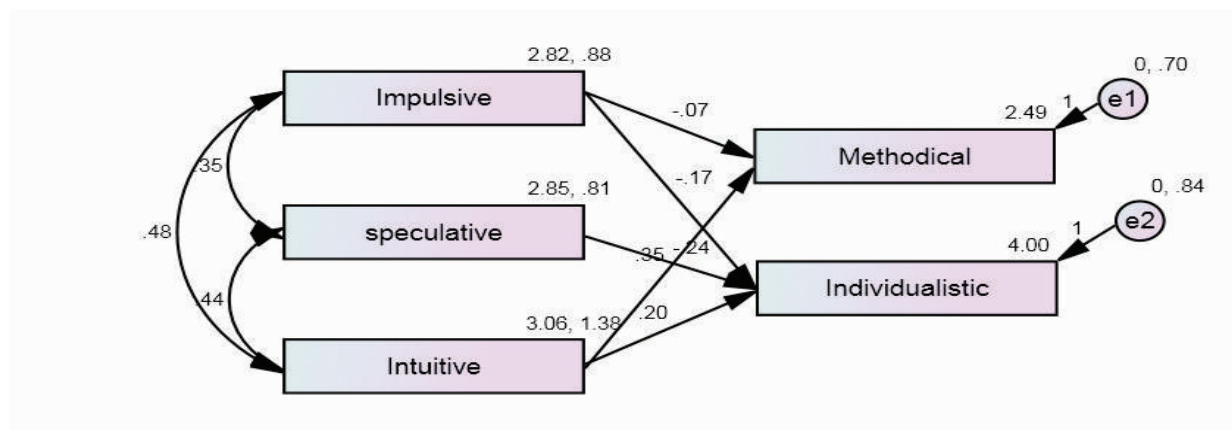 2.82, .88
Impulsive
0, .70
e1
1
-.07
2.49
Methodical
.35
-.17
2.85, .81
speculative
0, .84
e2
1
.48
.35
-.24
4.00
Individualistic
.44
3.06, 1.38
.20
Intuitive